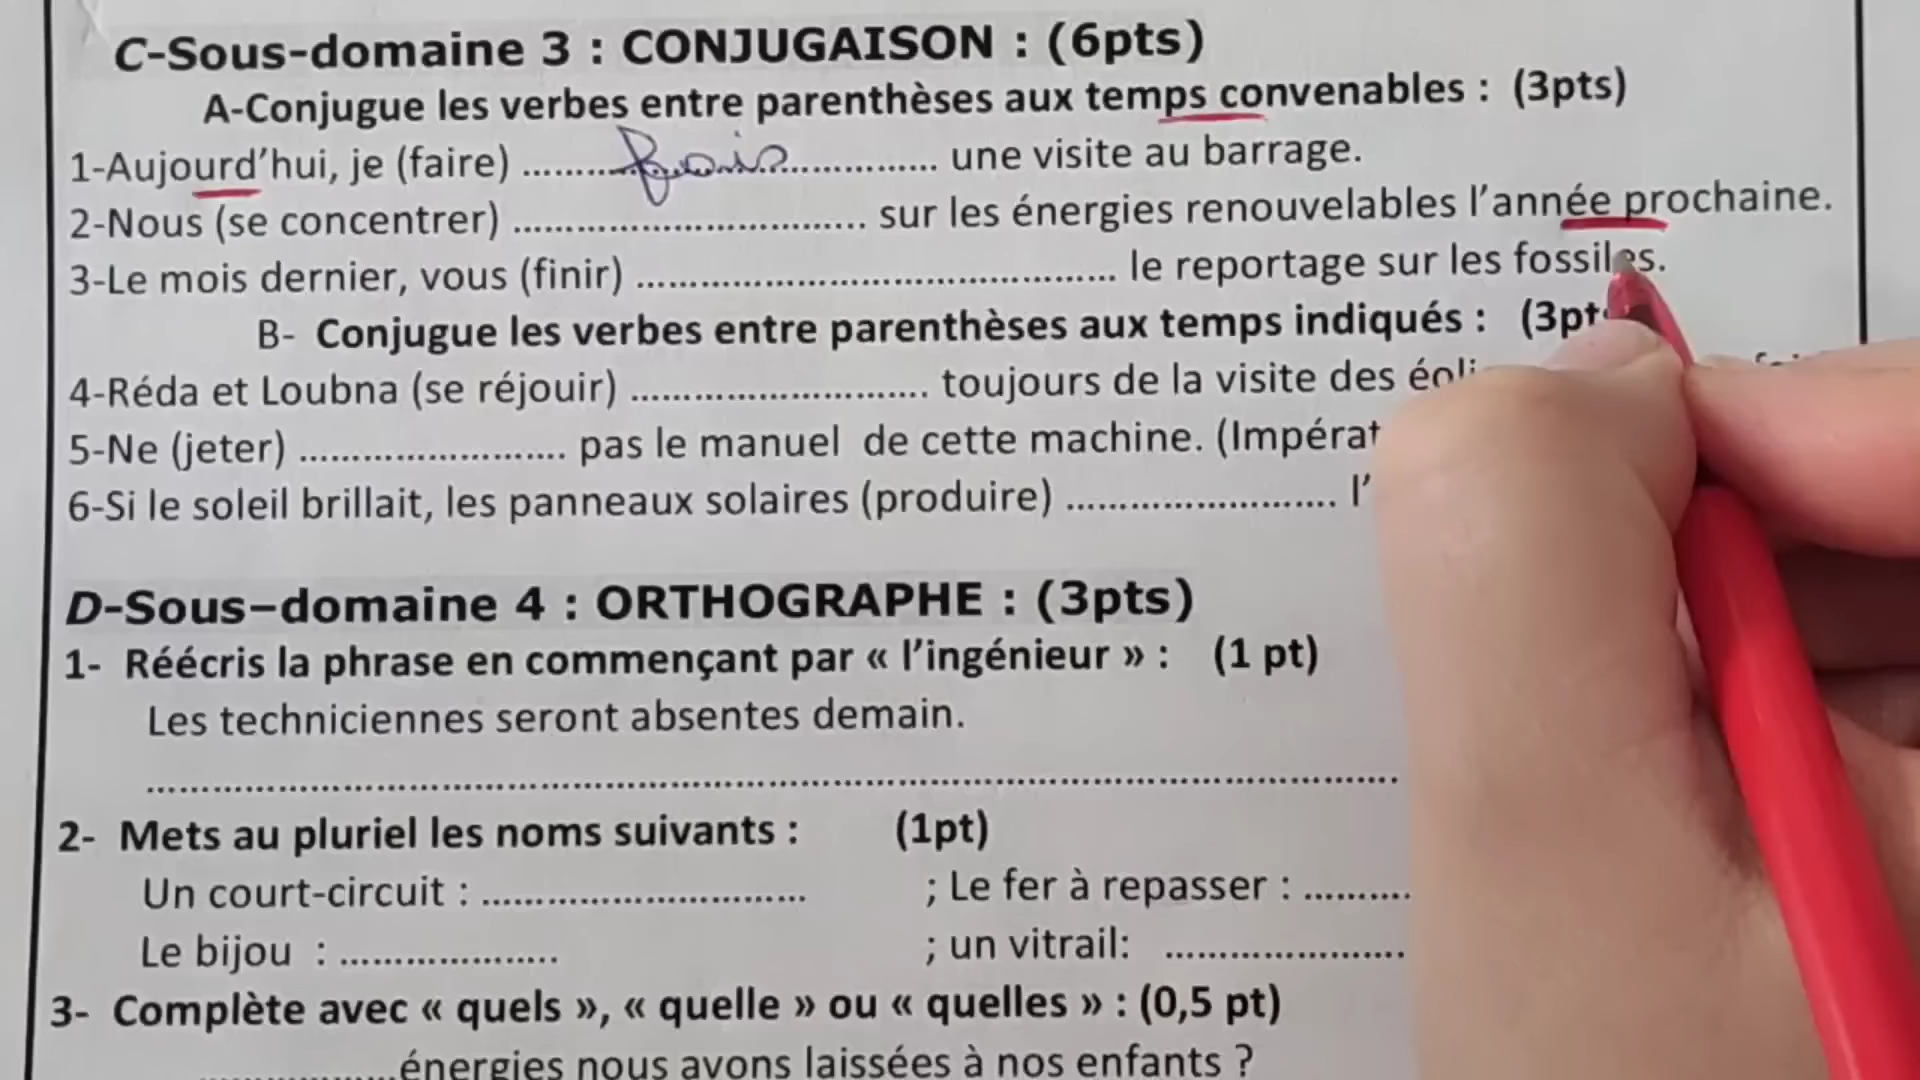 C-Sous-domaine 3 : CONJUGAISON : (6pts)
A-Conjugue les verbes entre parenthèses aux temps convenables : (3pts)
1-Aujourd’hui, je (faire) .........fais............... une visite au barrage.
2-Nous (se concentrer) ................................. sur les énergies renouvelables l’année prochaine.
3-Le mois dernier, vous (finir) ............................................. le reportage sur les fossiles.
B- Conjugue les verbes entre parenthèses aux temps indiqués : (3pt
4-Réda et Loubna (se réjouir) ............................ toujours de la visite des éoli
5-Ne (jeter) ......................... pas le manuel de cette machine. (Impérat
6-Si le soleil brillait, les panneaux solaires (produire) ......................... l’
D-Sous–domaine 4 : ORTHOGRAPHE : (3pts)
1- Réécris la phrase en commençant par « l’ingénieur » : (1 pt)
Les techniciennes seront absentes demain.
................................................................................................
2- Mets au pluriel les noms suivants : (1pt)
Un court-circuit : .............................. ; Le fer à repasser : ..........
Le bijou : .................... ; un vitrail: ......................
3- Complète avec « quels », « quelle » ou « quelles » : (0,5 pt)
..................énergies nous avons laissées à nos enfants ?